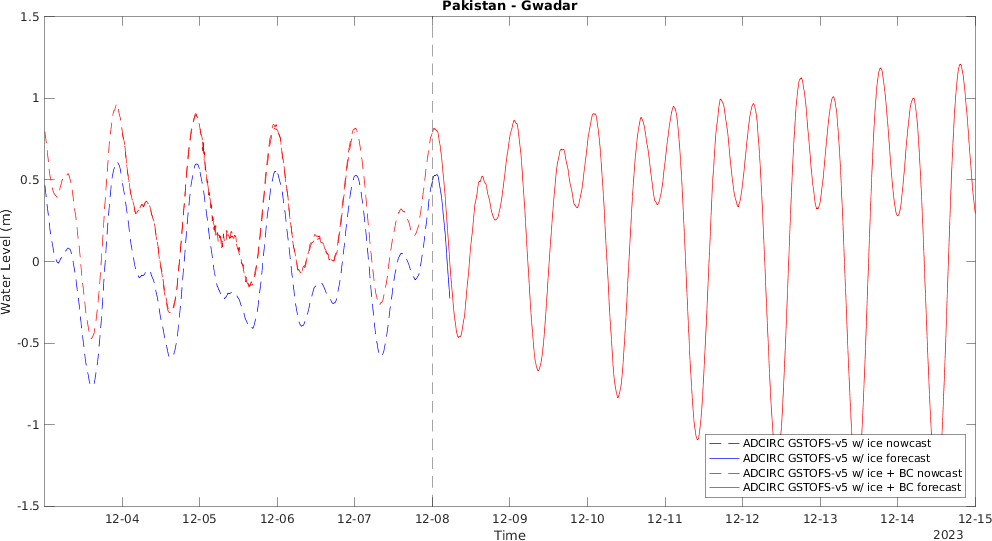 Pakistan - Gwadar
1.5
1
0.5
0
-0.5
-1
-1.5
Water Level (m)
ADCIRC GSTOFS-v5 w/ ice nowcast
ADCIRC GSTOFS-v5 w/ ice forecast
ADCIRC GSTOFS-v5 w/ ice + BC nowcast
ADCIRC GSTOFS-v5 w/ ice + BC forecast
12-04 12-05 12-06 12-07 12-08 12-09 12-10 12-11 12-12 12-13 12-14 12-15
Time
2023